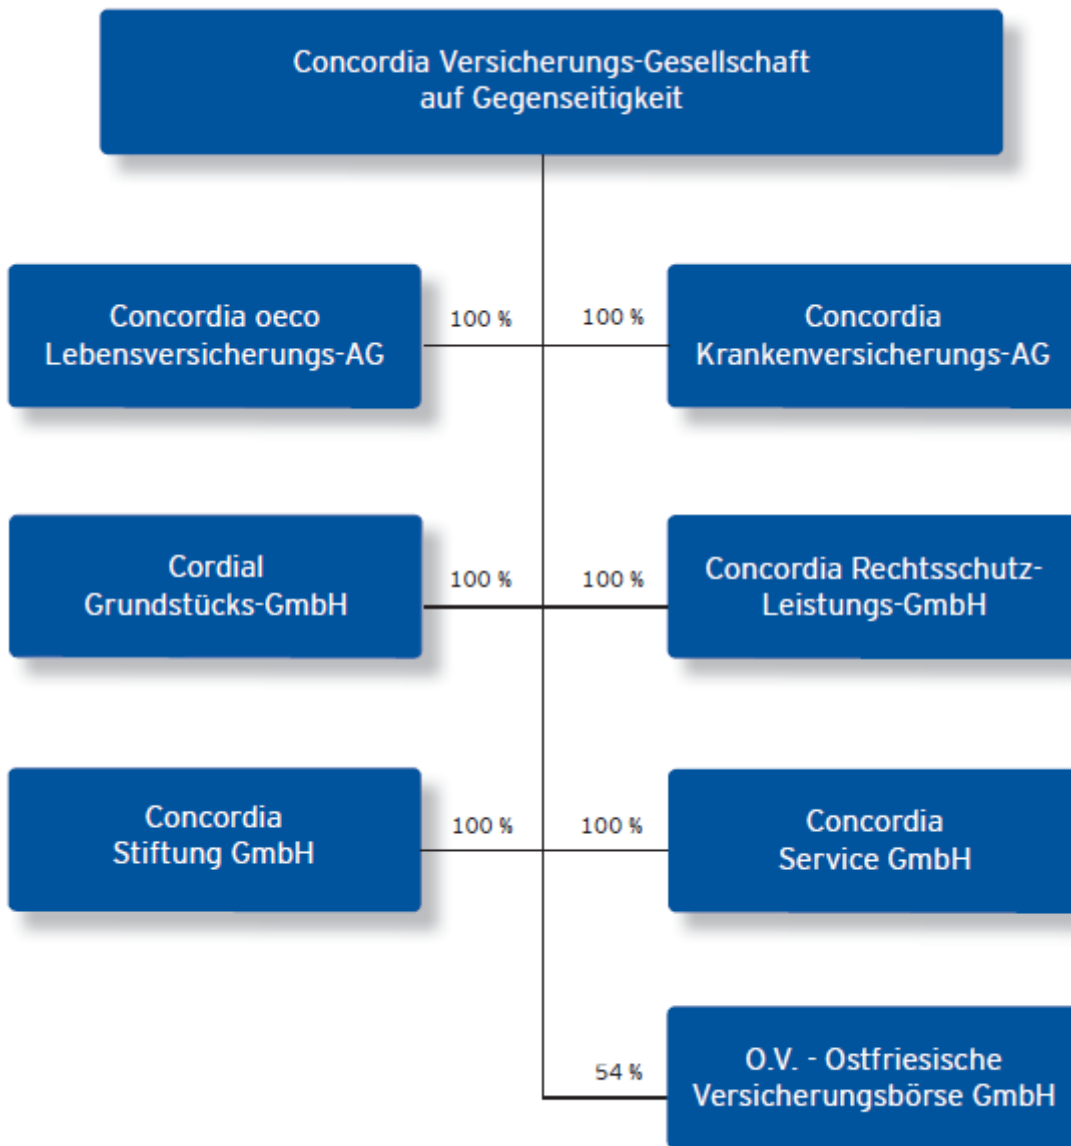 Concordia Versicherungs-Gesellschaft
auf Gegenseitigkeit
Concordia oeco
Lebensversicherungs-AG
100 %
100 %
Concordia
Krankenversicherungs-AG
Cordial
Grundstücks-GmbH
100 %
100 %
Concordia Rechtsschutz-
Leistungs-GmbH
Concordia
Stiftung GmbH
100 %
100 %
Concordia
Service GmbH
54 %
O.V. - Ostfriesische
Versicherungsbörse GmbH